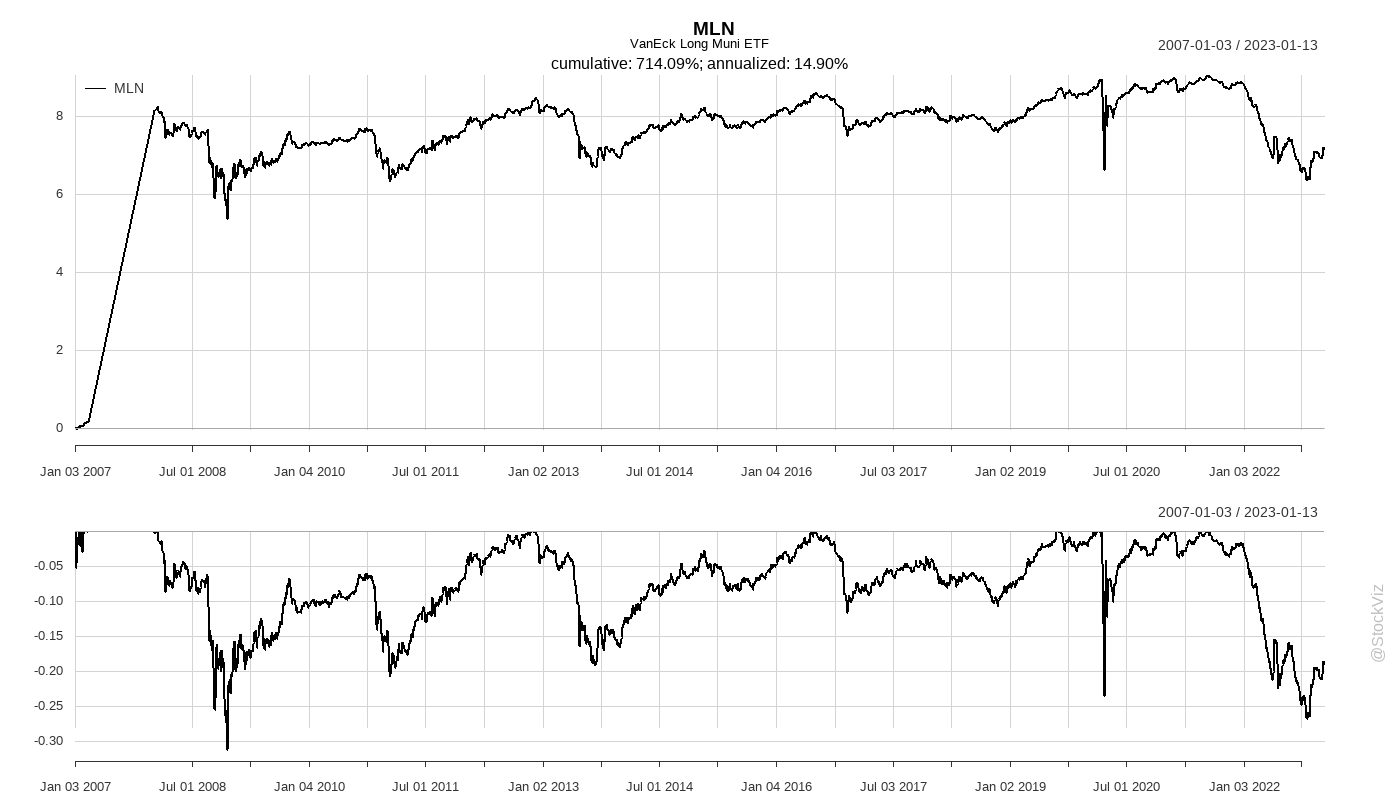 MLN
VanEck Long Muni ETF
2007-01-03 / 2023-01-13
cumulative: 714.09%; annualized: 14.90%
MLN
8
6
4
2
0
Jan 03 2007 Jul 01 2008 Jan 04 2010 Jul 01 2011 Jan 02 2013 Jul 01 2014 Jan 04 2016 Jul 03 2017 Jan 02 2019 Jul 01 2020 Jan 03 2022
2007-01-03 / 2023-01-13
-0.05
-0.10
-0.15
-0.20
-0.25
-0.30
Jan 03 2007 Jul 01 2008 Jan 04 2010 Jul 01 2011 Jan 02 2013 Jul 01 2014 Jan 04 2016 Jul 03 2017 Jan 02 2019 Jul 01 2020 Jan 03 2022
@StockViz